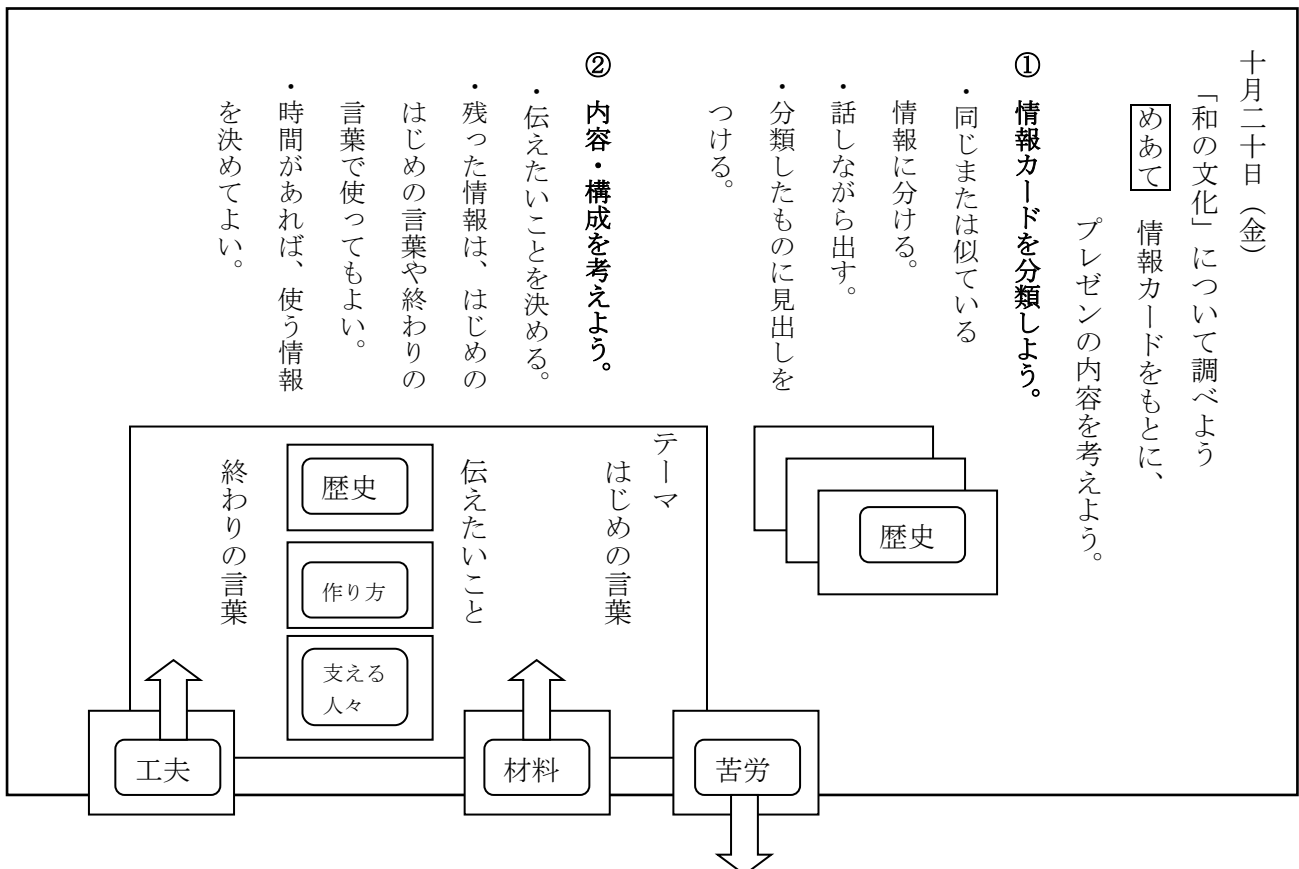 十月二十日（金）
「和の文化」について調べよう
めあて　情報カードをもとに、
プレゼンの内容を考えよう。
①　情報カードを分類しよう。
・同じまたは似ている
情報に分ける。
・話しながら出す。
・分類したものに見出しを
つける。
歴史
②　内容・構成を考えよう。
・伝えたいことを決める。
・残った情報は、はじめの
はじめの言葉や終わりの
言葉で使ってもよい。
・時間があれば、使う情報
を決めてよい。
テーマ
はじめの言葉
伝えたいこと
歴史
作り方
支える
人々
終わりの言葉
苦労
材料
工夫